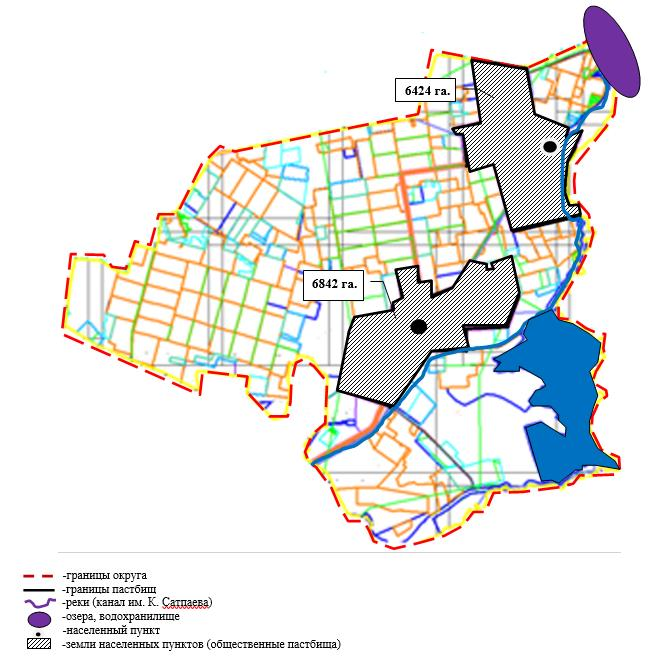 6424 га.
6842 га.
-границы округа
-границы пастбищ
-реки (канал им. К. Сатпаева)
-озера, водохранилище
-населенный пункт
-земли населенных пунктов (общественные пастбища)